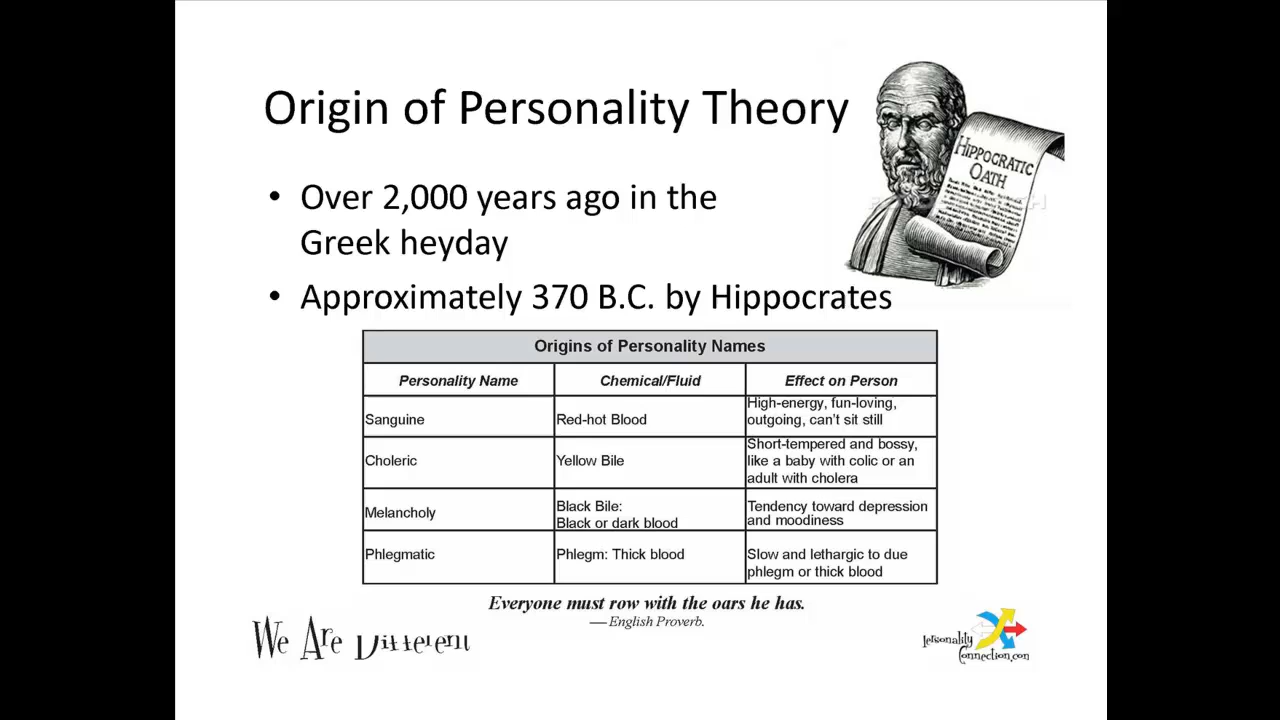 Origin of Personality Theory
HIPPOCRATIC
OATH
• Over 2,000 years ago in the
Greek heyday
• Approximately 370 B.C. by Hippocrates
Origins of Personality Names
Personality Name Chemical/Fluid Effect on Person
Sanguine Red-hot Blood High-energy, fun-loving,
outgoing, can't sit still
Choleric Yellow Bile Short-tempered and bossy,
like a baby with colic or an
adult with cholera
Melancholy Black Bile:
Black or dark blood
Tendency toward depression
and moodiness
Phlegmatic Phlegm: Thick blood Slow and lethargic to due
phlegm or thick blood
Everyone must row with the oars he has.
— English Proverb.
We Are Different
Personality
Connection.com